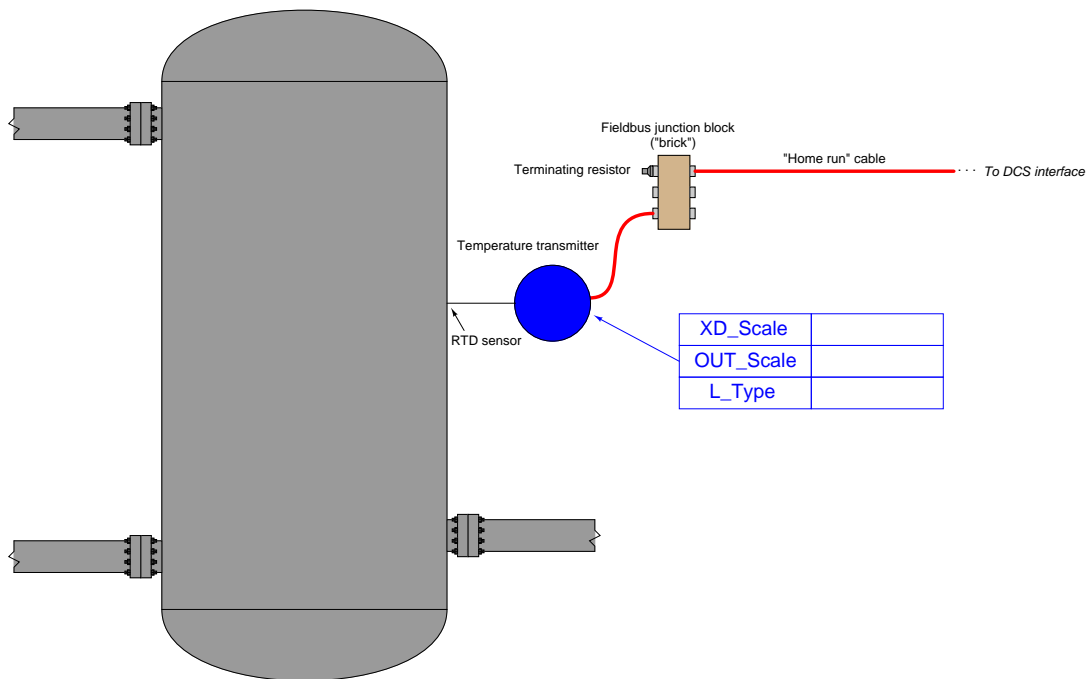 Fieldbus junction block
("brick")
Terminating resistor
"Home run" cable
· · · To DCS interface
Temperature transmitter
RTD sensor
XD_Scale
OUT_Scale
L_Type